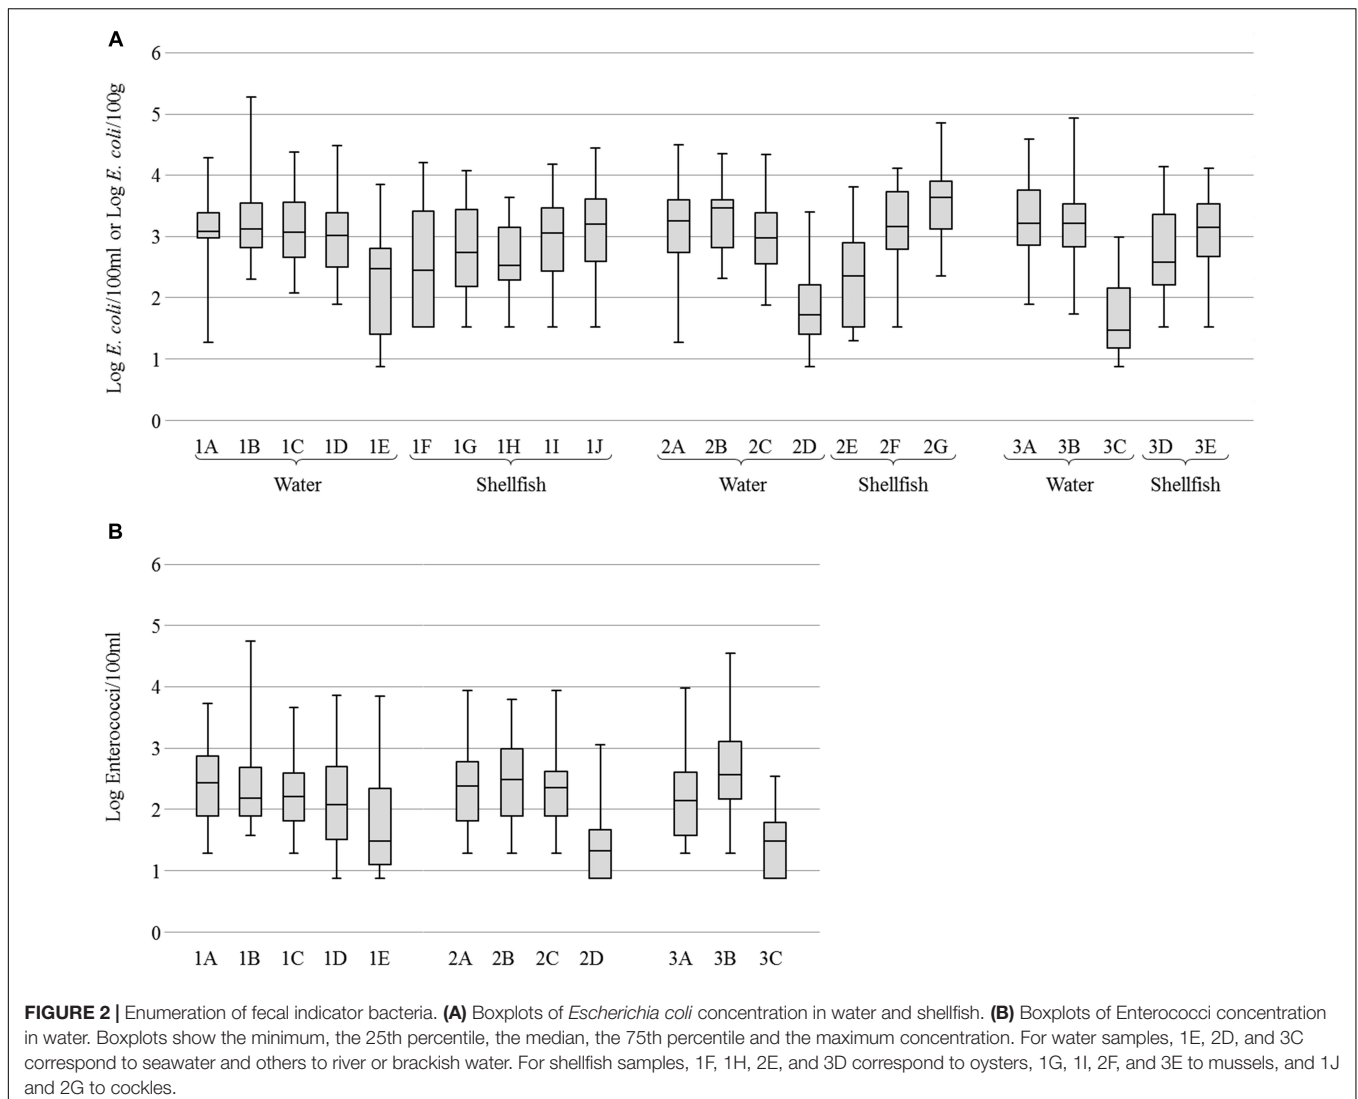 A
6
5
4
3
2
1
0
Log E. coli/100ml or Log E. coli/100g
1A 1B 1C 1D 1E 1F 1G 1H 1I 1J 2A 2B 2C 2D 2E 2F 2G 3A 3B 3C 3D 3E
Water Shellfish Water Shellfish Water Shellfish
B
6
5
4
3
2
1
0
Log Enterococci/100ml
1A 1B 1C 1D 1E 2A 2B 2C 2D 3A 3B 3C
FIGURE 2 | Enumeration of fecal indicator bacteria. (A) Boxplots of Escherichia coli concentration in water and shellfish. (B) Boxplots of Enterococci concentration
in water. Boxplots show the minimum, the 25th percentile, the median, the 75th percentile and the maximum concentration. For water samples, 1E, 2D, and 3C
correspond to seawater and others to river or brackish water. For shellfish samples, 1F, 1H, 2E, and 3D correspond to oysters, 1G, 1I, 2F, and 3E to mussels, and 1J
and 2G to cockles.